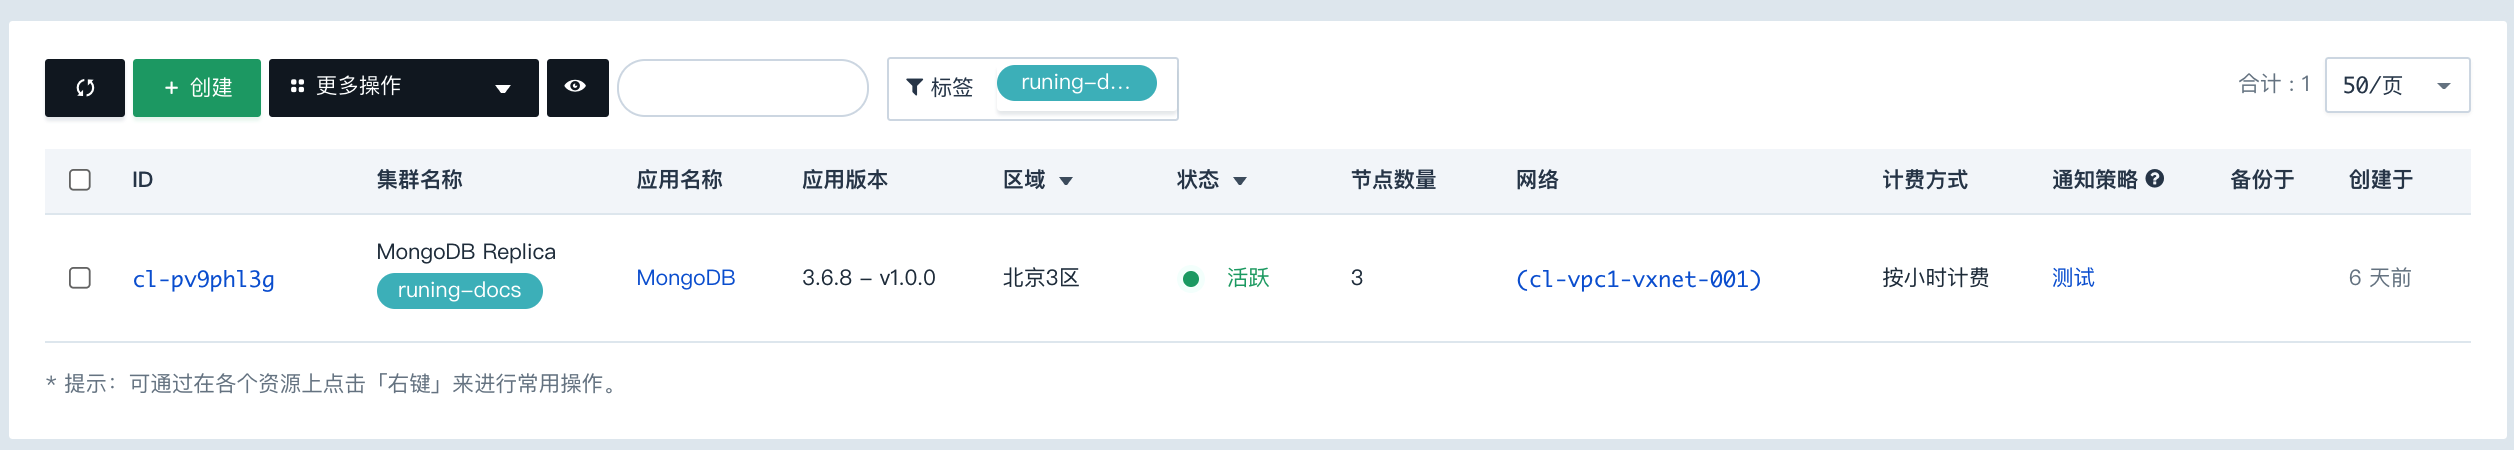 + 创建 更多操作 标签 runing-d... 合计 : 1 50/页
ID 集群名称 应用名称 应用版本 区域 状态 节点数量 网络 计费方式 通知策略 备份于 创建于
cl-pv9phl3g MongoDB Replica MongoDB 3.6.8 - v1.0.0 北京3区 活跃 3 (cl-vpc1-vxnet-001) 按小时计费 测试 6 天前
runing-docs
* 提示：可通过在各个资源上点击「右键」来进行常用操作。